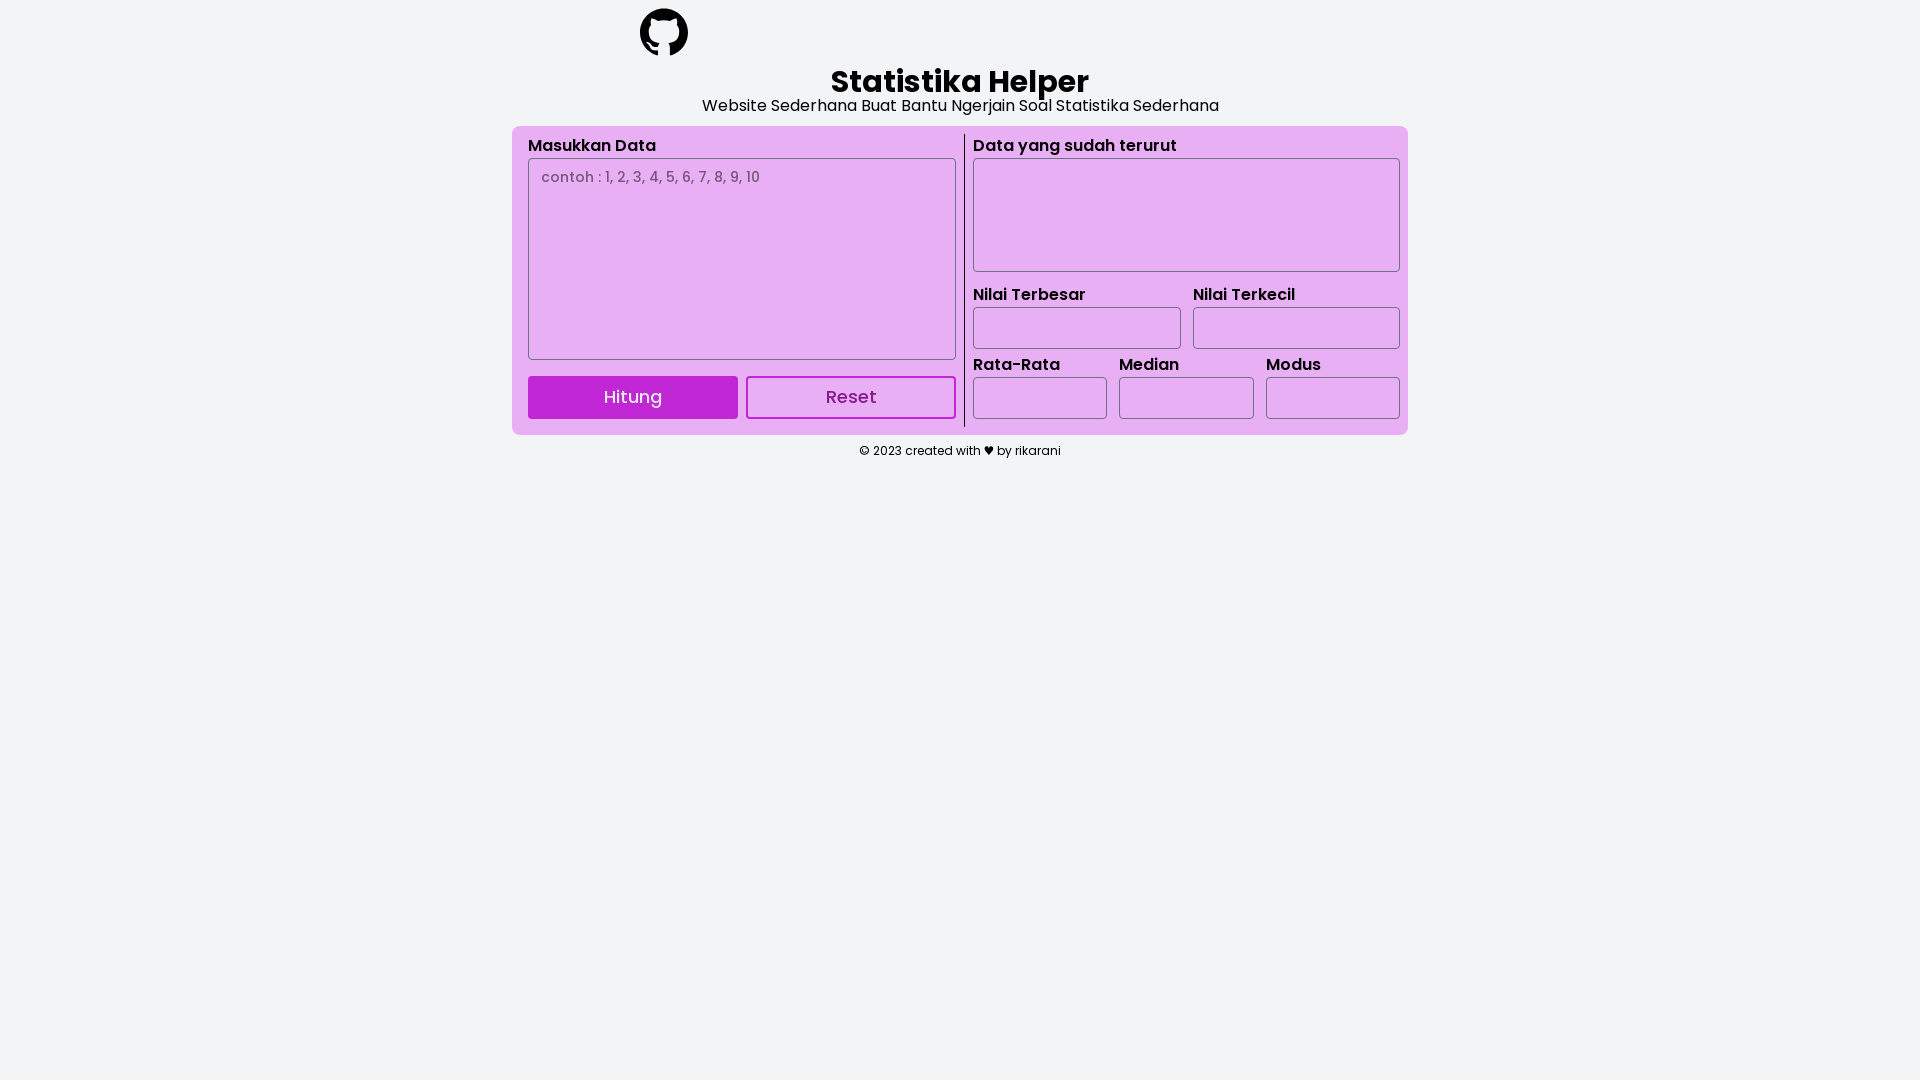 Statistika Helper
Website Sederhana Buat Bantu Ngerjain Soal Statistika Sederhana
Masukkan Data
contoh : 1, 2, 3, 4, 5, 6, 7, 8, 9, 10
Hitung
Reset
Data yang sudah terurut
Nilai Terbesar
Nilai Terkecil
Rata-Rata
Median
Modus
© 2023 created with ♥ by rikarani